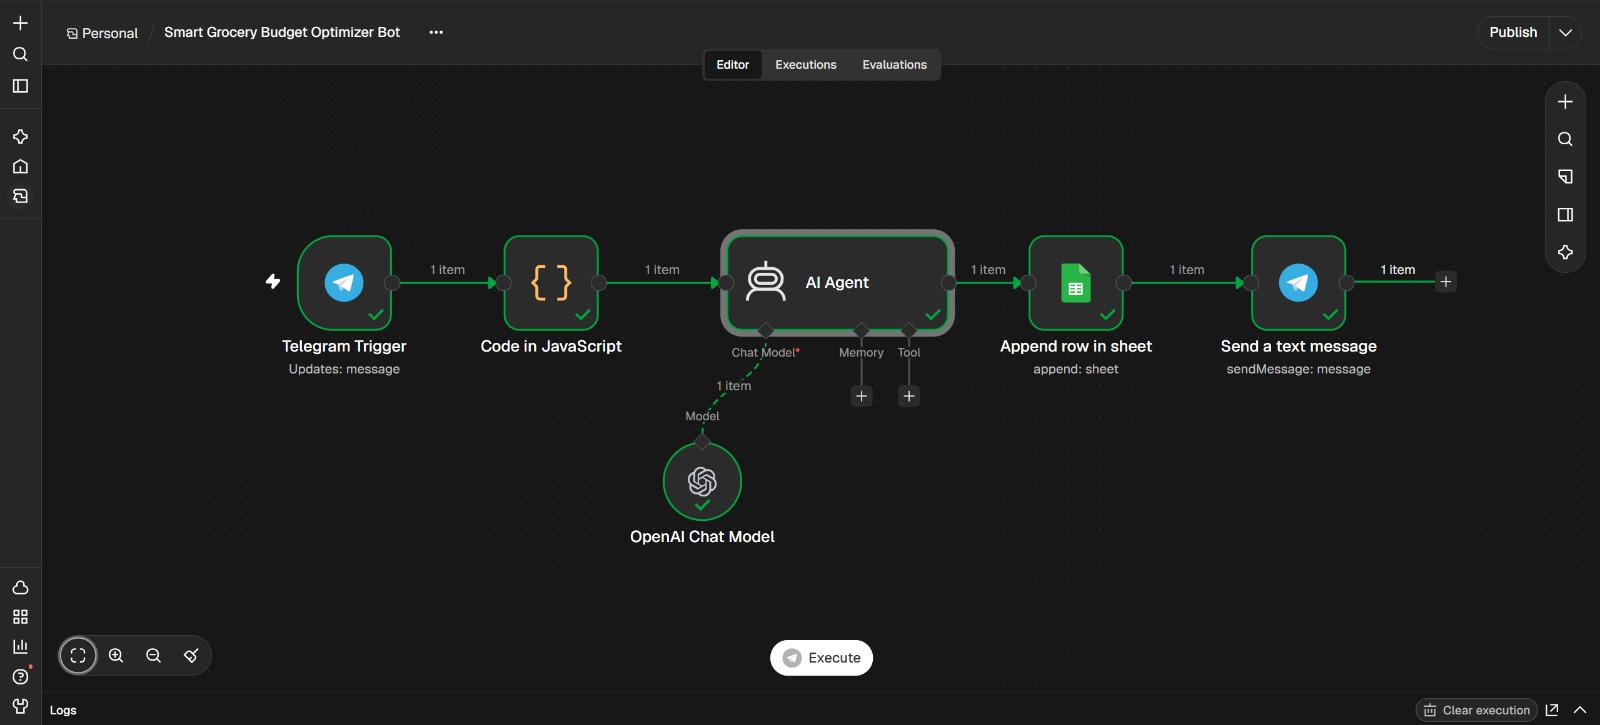 Personal / Smart Grocery Budget Optimizer Bot ...
Publish
Editor Executions Evaluations
1 item 1 item 1 item 1 item 1 item
{ } AI Agent
Telegram Trigger Code in JavaScript Append row in sheet Send a text message
Updates: message append: sheet sendMessage: message
Chat Model* Memory Tool
1 item
Model
OpenAI Chat Model
Execute
Logs Clear execution